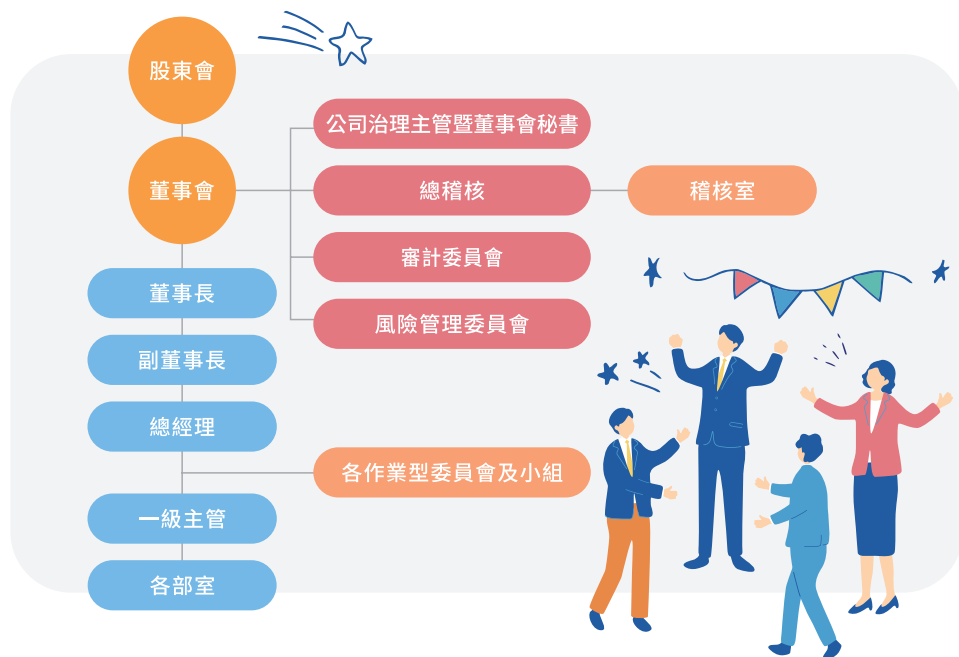 股東會
董事會
公司治理主管暨董事會秘書
總稽核
稽核室
審計委員會
風險管理委員會
董事長
副董事長
總經理
各作業型委員會及小組
一級主管
各部室